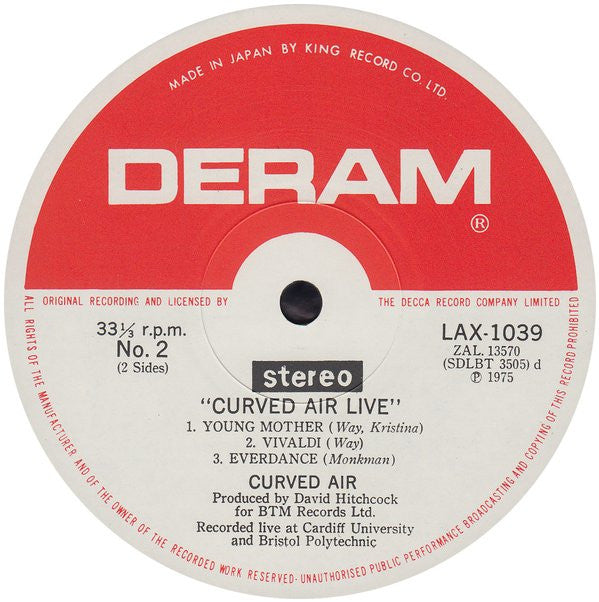 MADE IN JAPAN BY KING RECORD CO. LTD.
DERAM
®
ORIGINAL RECORDING AND LICENSED BY THE DECCA RECORD COMPANY LIMITED
33⅓ r.p.m.
No. 2
(2 Sides)
LAX-1039
ZAL. 13570
(SDLBT 3505) d
℗ 1975
stereo
"CURVED AIR LIVE"
1. YOUNG MOTHER (Way, Kristina)
2. VIVALDI (Way)
3. EVERDANCE (Monkman)
CURVED AIR
Produced by David Hitchcock
for BTM Records Ltd.
Recorded live at Cardiff University
and Bristol Polytechnic
ALL RIGHTS OF THE MANUFACTURER AND OF THE OWNER OF THE RECORDED WORK RESERVED·UNAUTHORISED PUBLIC PERFORMANCE BROADCASTING AND COPYING OF THIS RECORD PROHIBITED